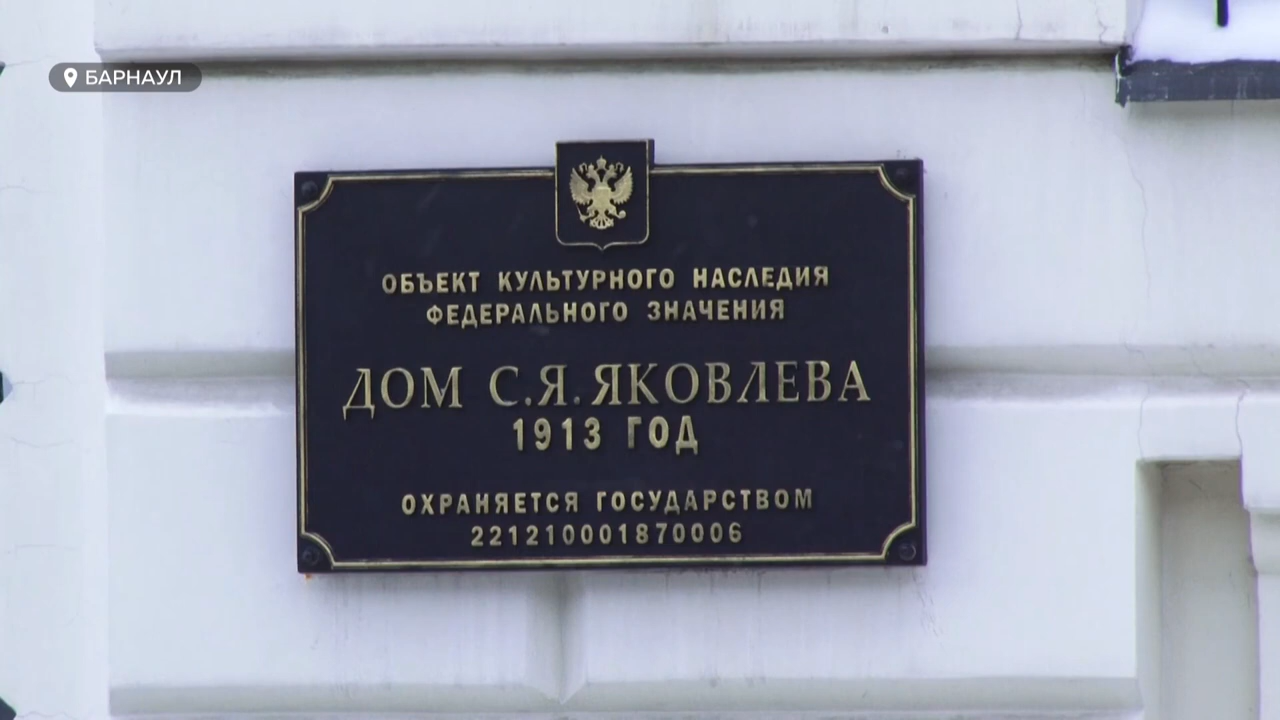 БАРНАУЛ
ОБЪЕКТ КУЛЬТУРНОГО НАСЛЕДИЯ
ФЕДЕРАЛЬНОГО ЗНАЧЕНИЯ
ДОМ С.Я. ЯКОВЛЕВА
1913 ГОД
ОХРАНЯЕТСЯ ГОСУДАРСТВОМ
221210001870006